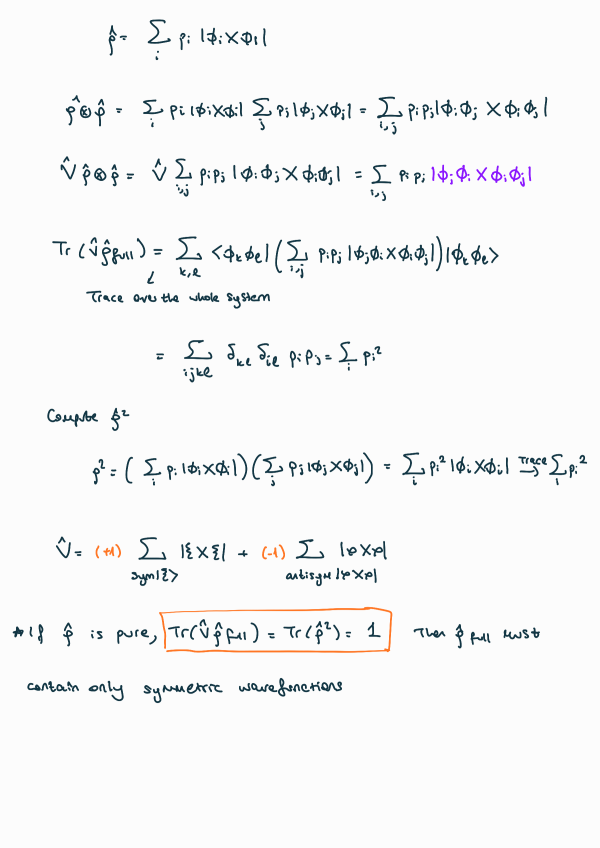 ρ̂ = Σ_i p_i |ϕ_i><ϕ_i|
ρ̂⊗ρ̂ = Σ_i p_i |ϕ_i><ϕ_i| Σ_j p_j |ϕ_j><ϕ_j| = Σ_{i,j} p_i p_j |ϕ_i ϕ_j><ϕ_i ϕ_j|
V̂ ρ̂⊗ρ̂ = V̂ Σ_{i,j} p_i p_j |ϕ_i ϕ_j><ϕ_i ϕ_j| = Σ_{i,j} p_i p_j |ϕ_j ϕ_i><ϕ_i ϕ_j|
Tr(V̂ ρ̂_full) = Σ_{k,l} <ϕ_k ϕ_l| (Σ_{i,j} p_i p_j |ϕ_j ϕ_i><ϕ_i ϕ_j|) |ϕ_k ϕ_l>
Trace over the whole system
= Σ_{ijkl} δ_{kl} δ_{il} p_i p_j = Σ_i p_i²
Compute ρ̂²
ρ² = (Σ_i p_i |ϕ_i><ϕ_i|)(Σ_j p_j |ϕ_j><ϕ_j|) = Σ_i p_i² |ϕ_i><ϕ_i| Trace→ Σ_i p_i²
V̂ = (+1) Σ_{sym|ξ>} |ξ><ξ| + (-1) Σ_{antisym|φ><φ|} |φ><φ|
* If ρ̂ is pure, Tr(V̂ ρ̂_full) = Tr(ρ̂²) = 1 Then ρ̂_full must
contain only symmetric wavefunctions